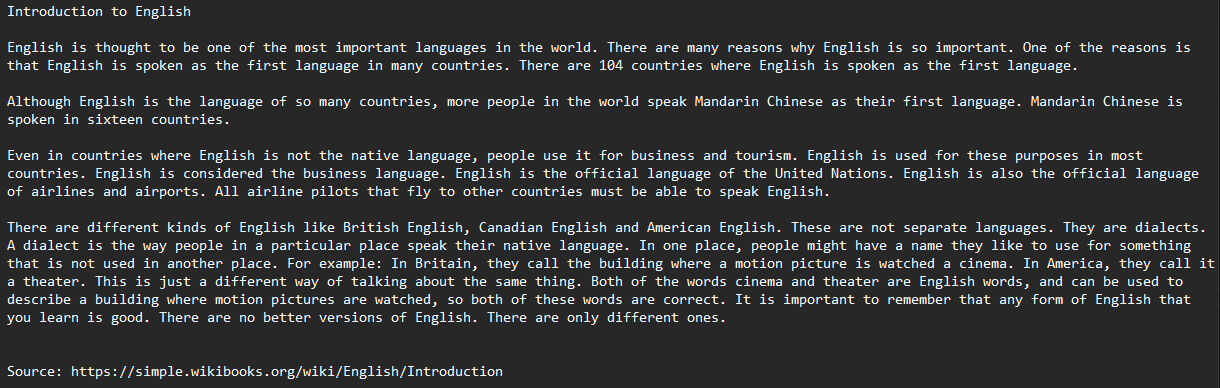 Introduction to English
English is thought to be one of the most important languages in the world. There are many reasons why English is so important. One of the reasons is
that English is spoken as the first language in many countries. There are 104 countries where English is spoken as the first language.
Although English is the language of so many countries, more people in the world speak Mandarin Chinese as their first language. Mandarin Chinese is
spoken in sixteen countries.
Even in countries where English is not the native language, people use it for business and tourism. English is used for these purposes in most
countries. English is considered the business language. English is the official language of the United Nations. English is also the official language
of airlines and airports. All airline pilots that fly to other countries must be able to speak English.
There are different kinds of English like British English, Canadian English and American English. These are not separate languages. They are dialects.
A dialect is the way people in a particular place speak their native language. In one place, people might have a name they like to use for something
that is not used in another place. For example: In Britain, they call the building where a motion picture is watched a cinema. In America, they call it
a theater. This is just a different way of talking about the same thing. Both of the words cinema and theater are English words, and can be used to
describe a building where motion pictures are watched, so both of these words are correct. It is important to remember that any form of English that
you learn is good. There are no better versions of English. There are only different ones.
Source: https://simple.wikibooks.org/wiki/English/Introduction